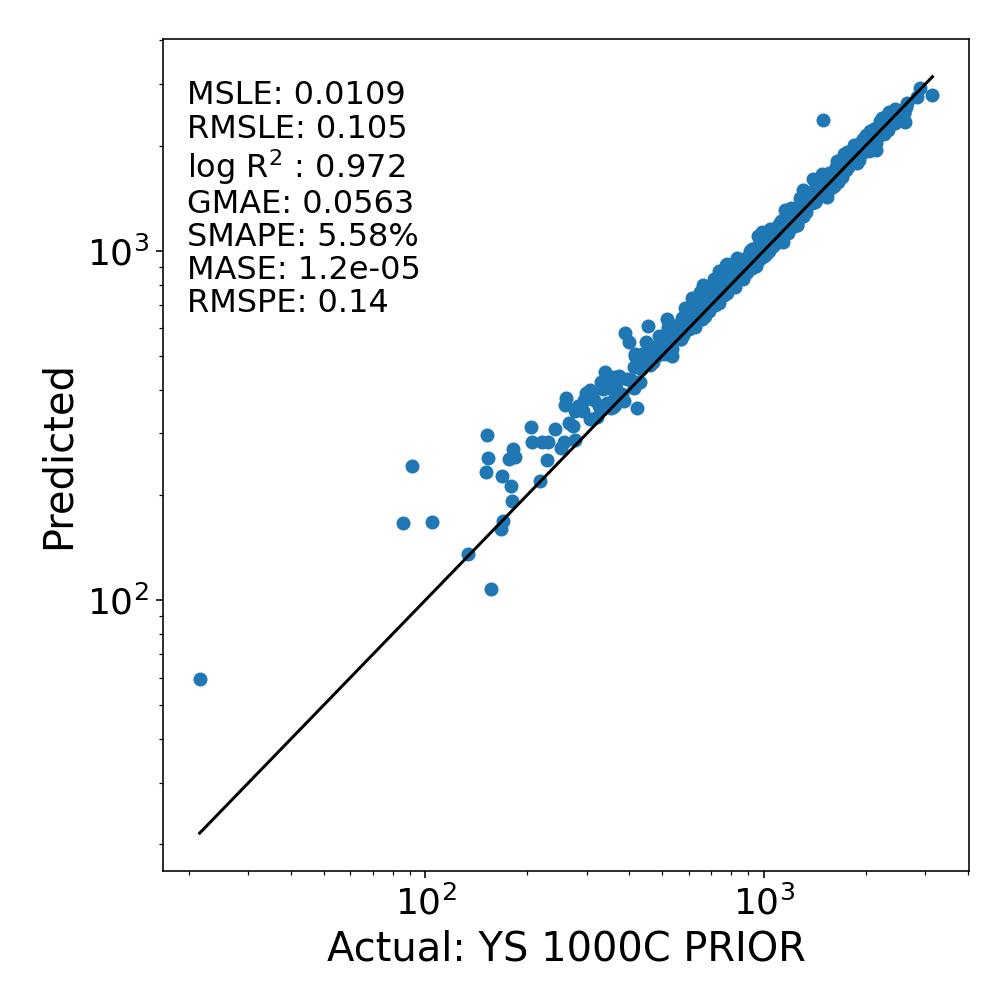 MSLE: 0.0109
RMSLE: 0.105
log R² : 0.972
GMAE: 0.0563
SMAPE: 5.58%
MASE: 1.2e-05
RMSPE: 0.14
10³
10²
Predicted
10² 10³
Actual: YS 1000C PRIOR